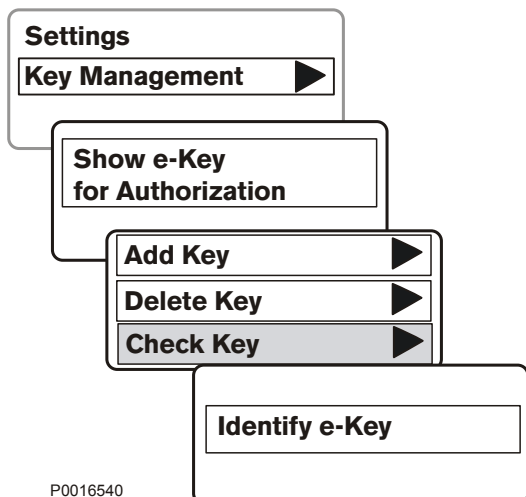 Settings
Key Management
Show e-Key
for Authorization
Add Key
Delete Key
Check Key
Identify e-Key
P0016540